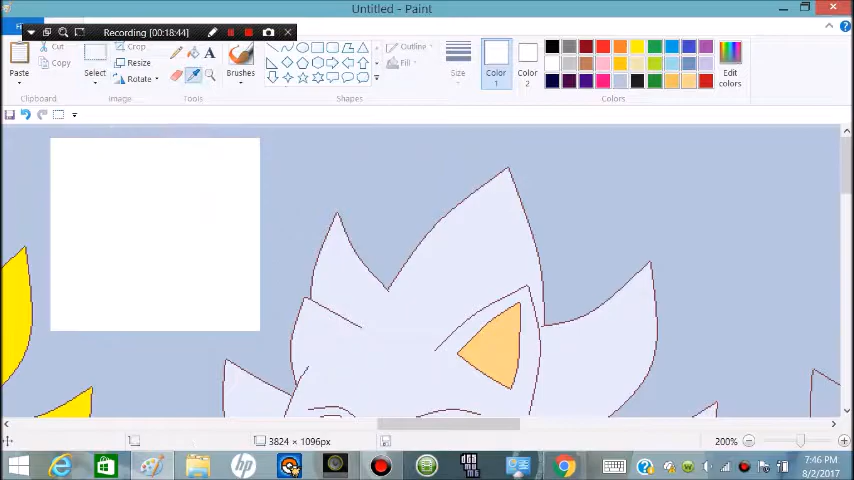 Untitled - Paint
Recording [00:18:44]
Cut
Crop
Outline
Copy
Resize
Fill
Paste
Select
Rotate
Brushes
Size
Color 1
Color 2
Edit colors
Clipboard
Image
Tools
Shapes
Colors
3824 × 1096px
200%
7:46 PM
8/2/2017